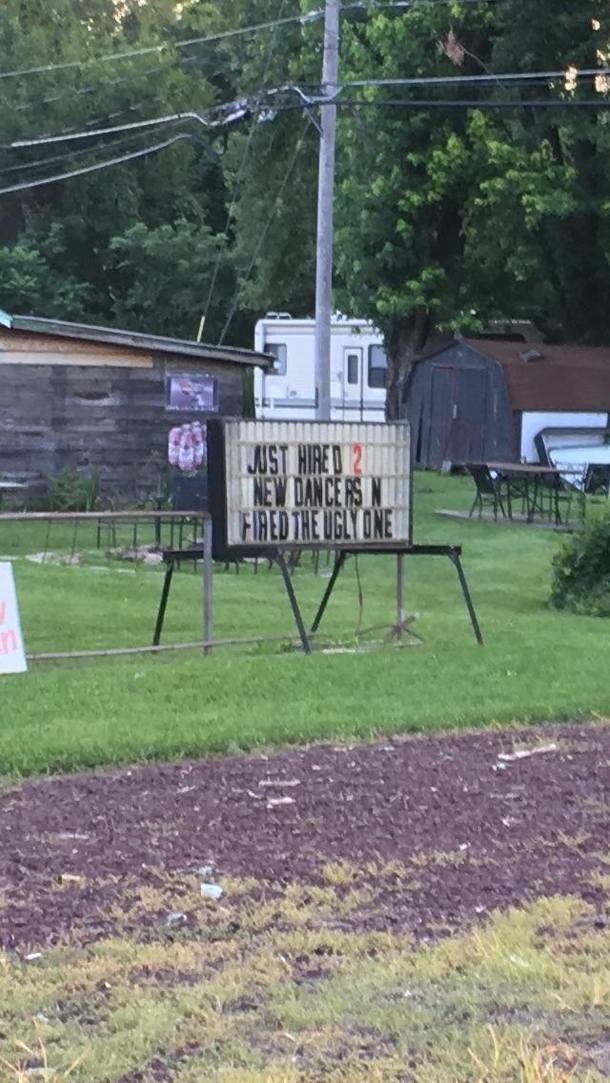 JUST HIRED 2
NEW DANCERS N
FIRED THE UGLY ONE